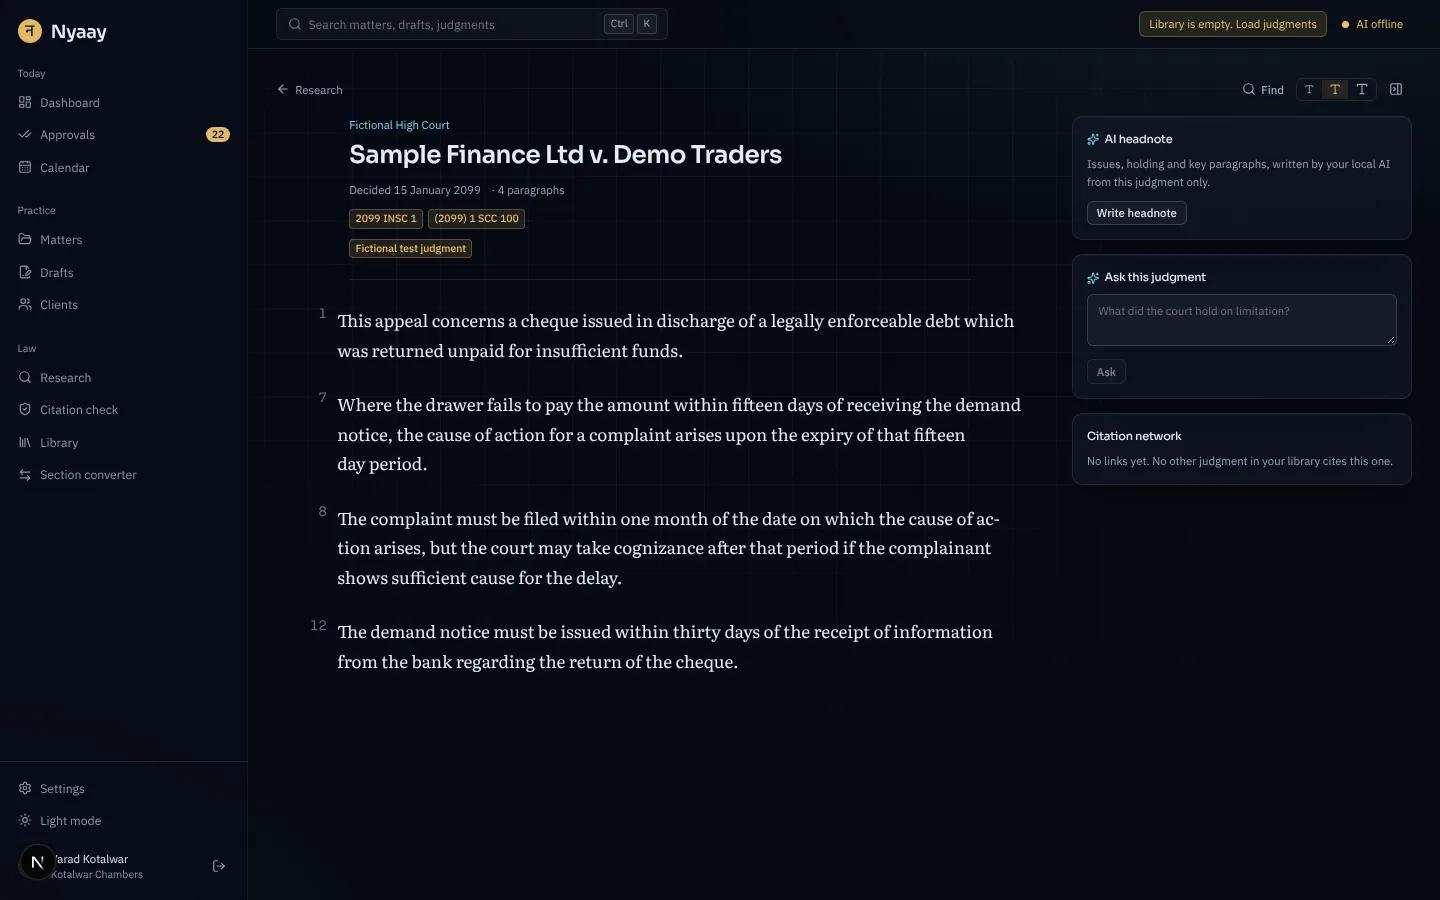 न Nyaay
Search matters, drafts, judgments Ctrl K
Library is empty. Load judgments
AI offline
Today
Dashboard
Approvals 22
Calendar
Practice
Matters
Drafts
Clients
Law
Research
Citation check
Library
Section converter
Settings
Light mode
N
arad Kotalwar
Kotalwar Chambers
Research
Find T T T
Fictional High Court
Sample Finance Ltd v. Demo Traders
Decided 15 January 2099 · 4 paragraphs
2099 INSC 1 (2099) 1 SCC 100
Fictional test judgment
1 This appeal concerns a cheque issued in discharge of a legally enforceable debt which
was returned unpaid for insufficient funds.
7 Where the drawer fails to pay the amount within fifteen days of receiving the demand
notice, the cause of action for a complaint arises upon the expiry of that fifteen
day period.
8 The complaint must be filed within one month of the date on which the cause of ac-
tion arises, but the court may take cognizance after that period if the complainant
shows sufficient cause for the delay.
12 The demand notice must be issued within thirty days of the receipt of information
from the bank regarding the return of the cheque.
AI headnote
Issues, holding and key paragraphs, written by your local AI
from this judgment only.
Write headnote
Ask this judgment
What did the court hold on limitation?
Ask
Citation network
No links yet. No other judgment in your library cites this one.